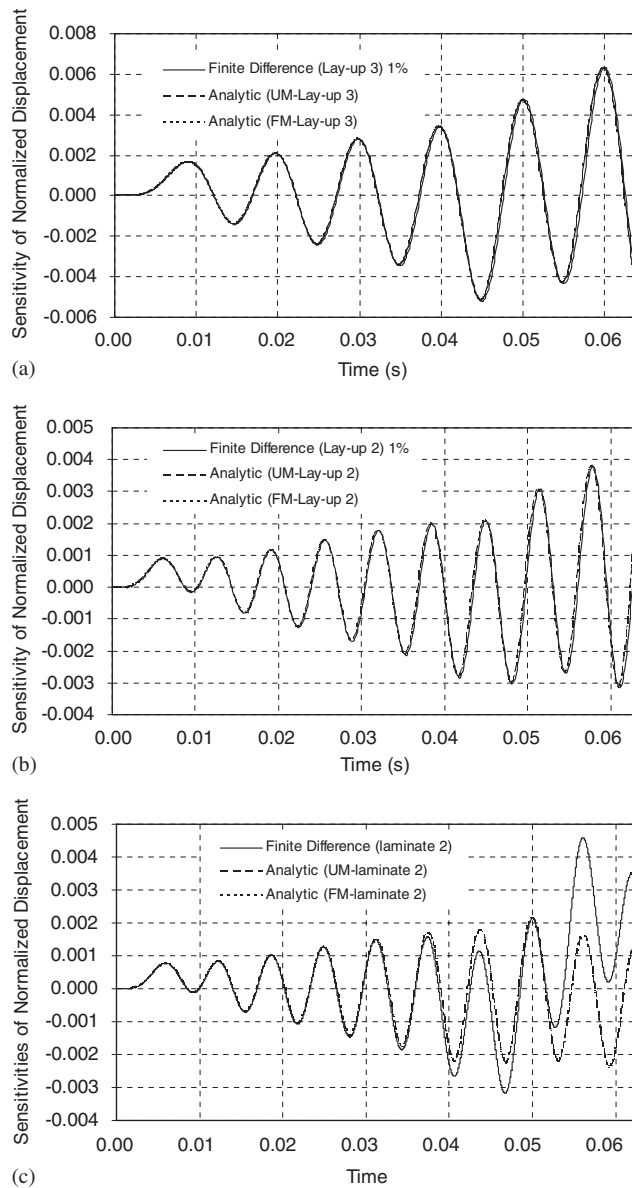 0.008
0.006
0.004
0.002
0.000
-0.002
-0.004
-0.006
Sensitivity of Normalized Displacement
Finite Difference (Lay-up 3) 1%
Analytic (UM-Lay-up 3)
Analytic (FM-Lay-up 3)
0.00 0.01 0.02 0.03 0.04 0.05 0.06
(a)
Time (s)
0.005
0.004
0.003
0.002
0.001
0.000
-0.001
-0.002
-0.003
-0.004
Sensitivity of Normalized Displacement
Finite Difference (Lay-up 2) 1%
Analytic (UM-Lay-up 2)
Analytic (FM-Lay-up 2)
0.00 0.01 0.02 0.03 0.04 0.05 0.06
(b)
Time (s)
0.005
0.004
0.003
0.002
0.001
0.000
-0.001
-0.002
-0.003
-0.004
Sensitivities of Normalized Displacement
Finite Difference (laminate 2)
Analytic (UM-laminate 2)
Analytic (FM-laminate 2)
0.00 0.01 0.02 0.03 0.04 0.05 0.06
(c)
Time